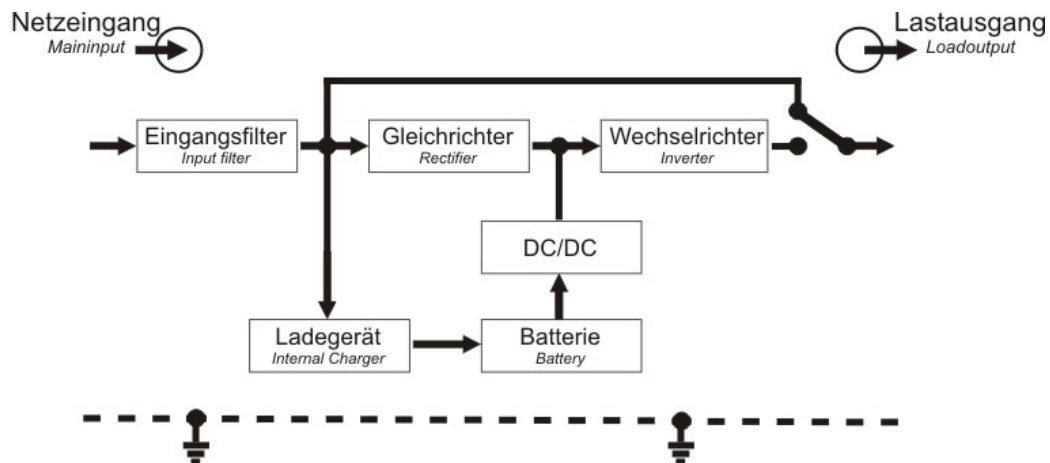 Netzeingang
Maininput
Lastausgang
Loadoutput
Eingangsfilter
Input filter
Gleichrichter
Rectifier
Wechselrichter
Inverter
DC/DC
Ladegerät
Internal Charger
Batterie
Battery